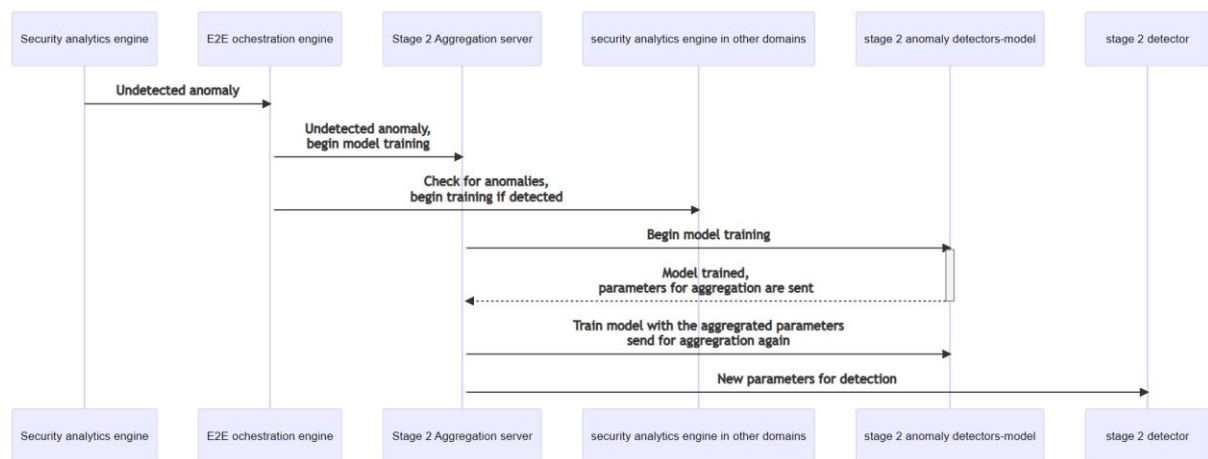 Security analytics engine
E2E ochestration engine
Stage 2 Aggregation server
security analytics engine in other domains
stage 2 anomaly detectors-model
stage 2 detector
Undetected anomaly
Undetected anomaly,
begin model training
Check for anomalies,
begin training if detected
Begin model training
Model trained,
parameters for aggregation are sent
Train model with the aggregrated parameters
send for aggregration again
New parameters for detection
Security analytics engine
E2E ochestration engine
Stage 2 Aggregation server
security analytics engine in other domains
stage 2 anomaly detectors-model
stage 2 detector